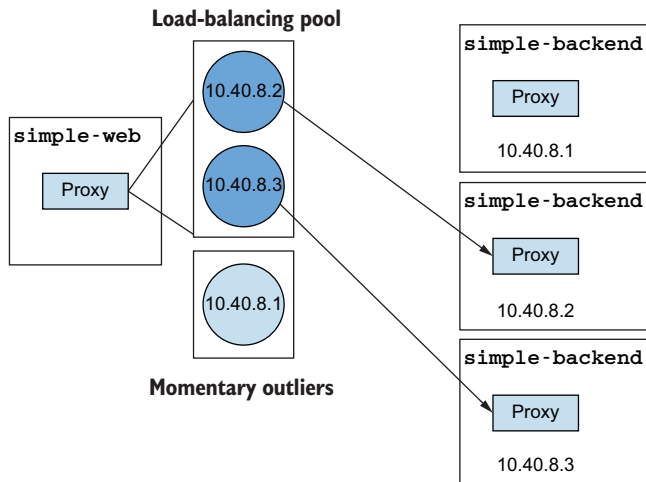 Load-balancing pool
simple-web
Proxy
10.40.8.2
10.40.8.3
10.40.8.1
Momentary outliers
simple-backend
Proxy
10.40.8.1
simple-backend
Proxy
10.40.8.2
simple-backend
Proxy
10.40.8.3